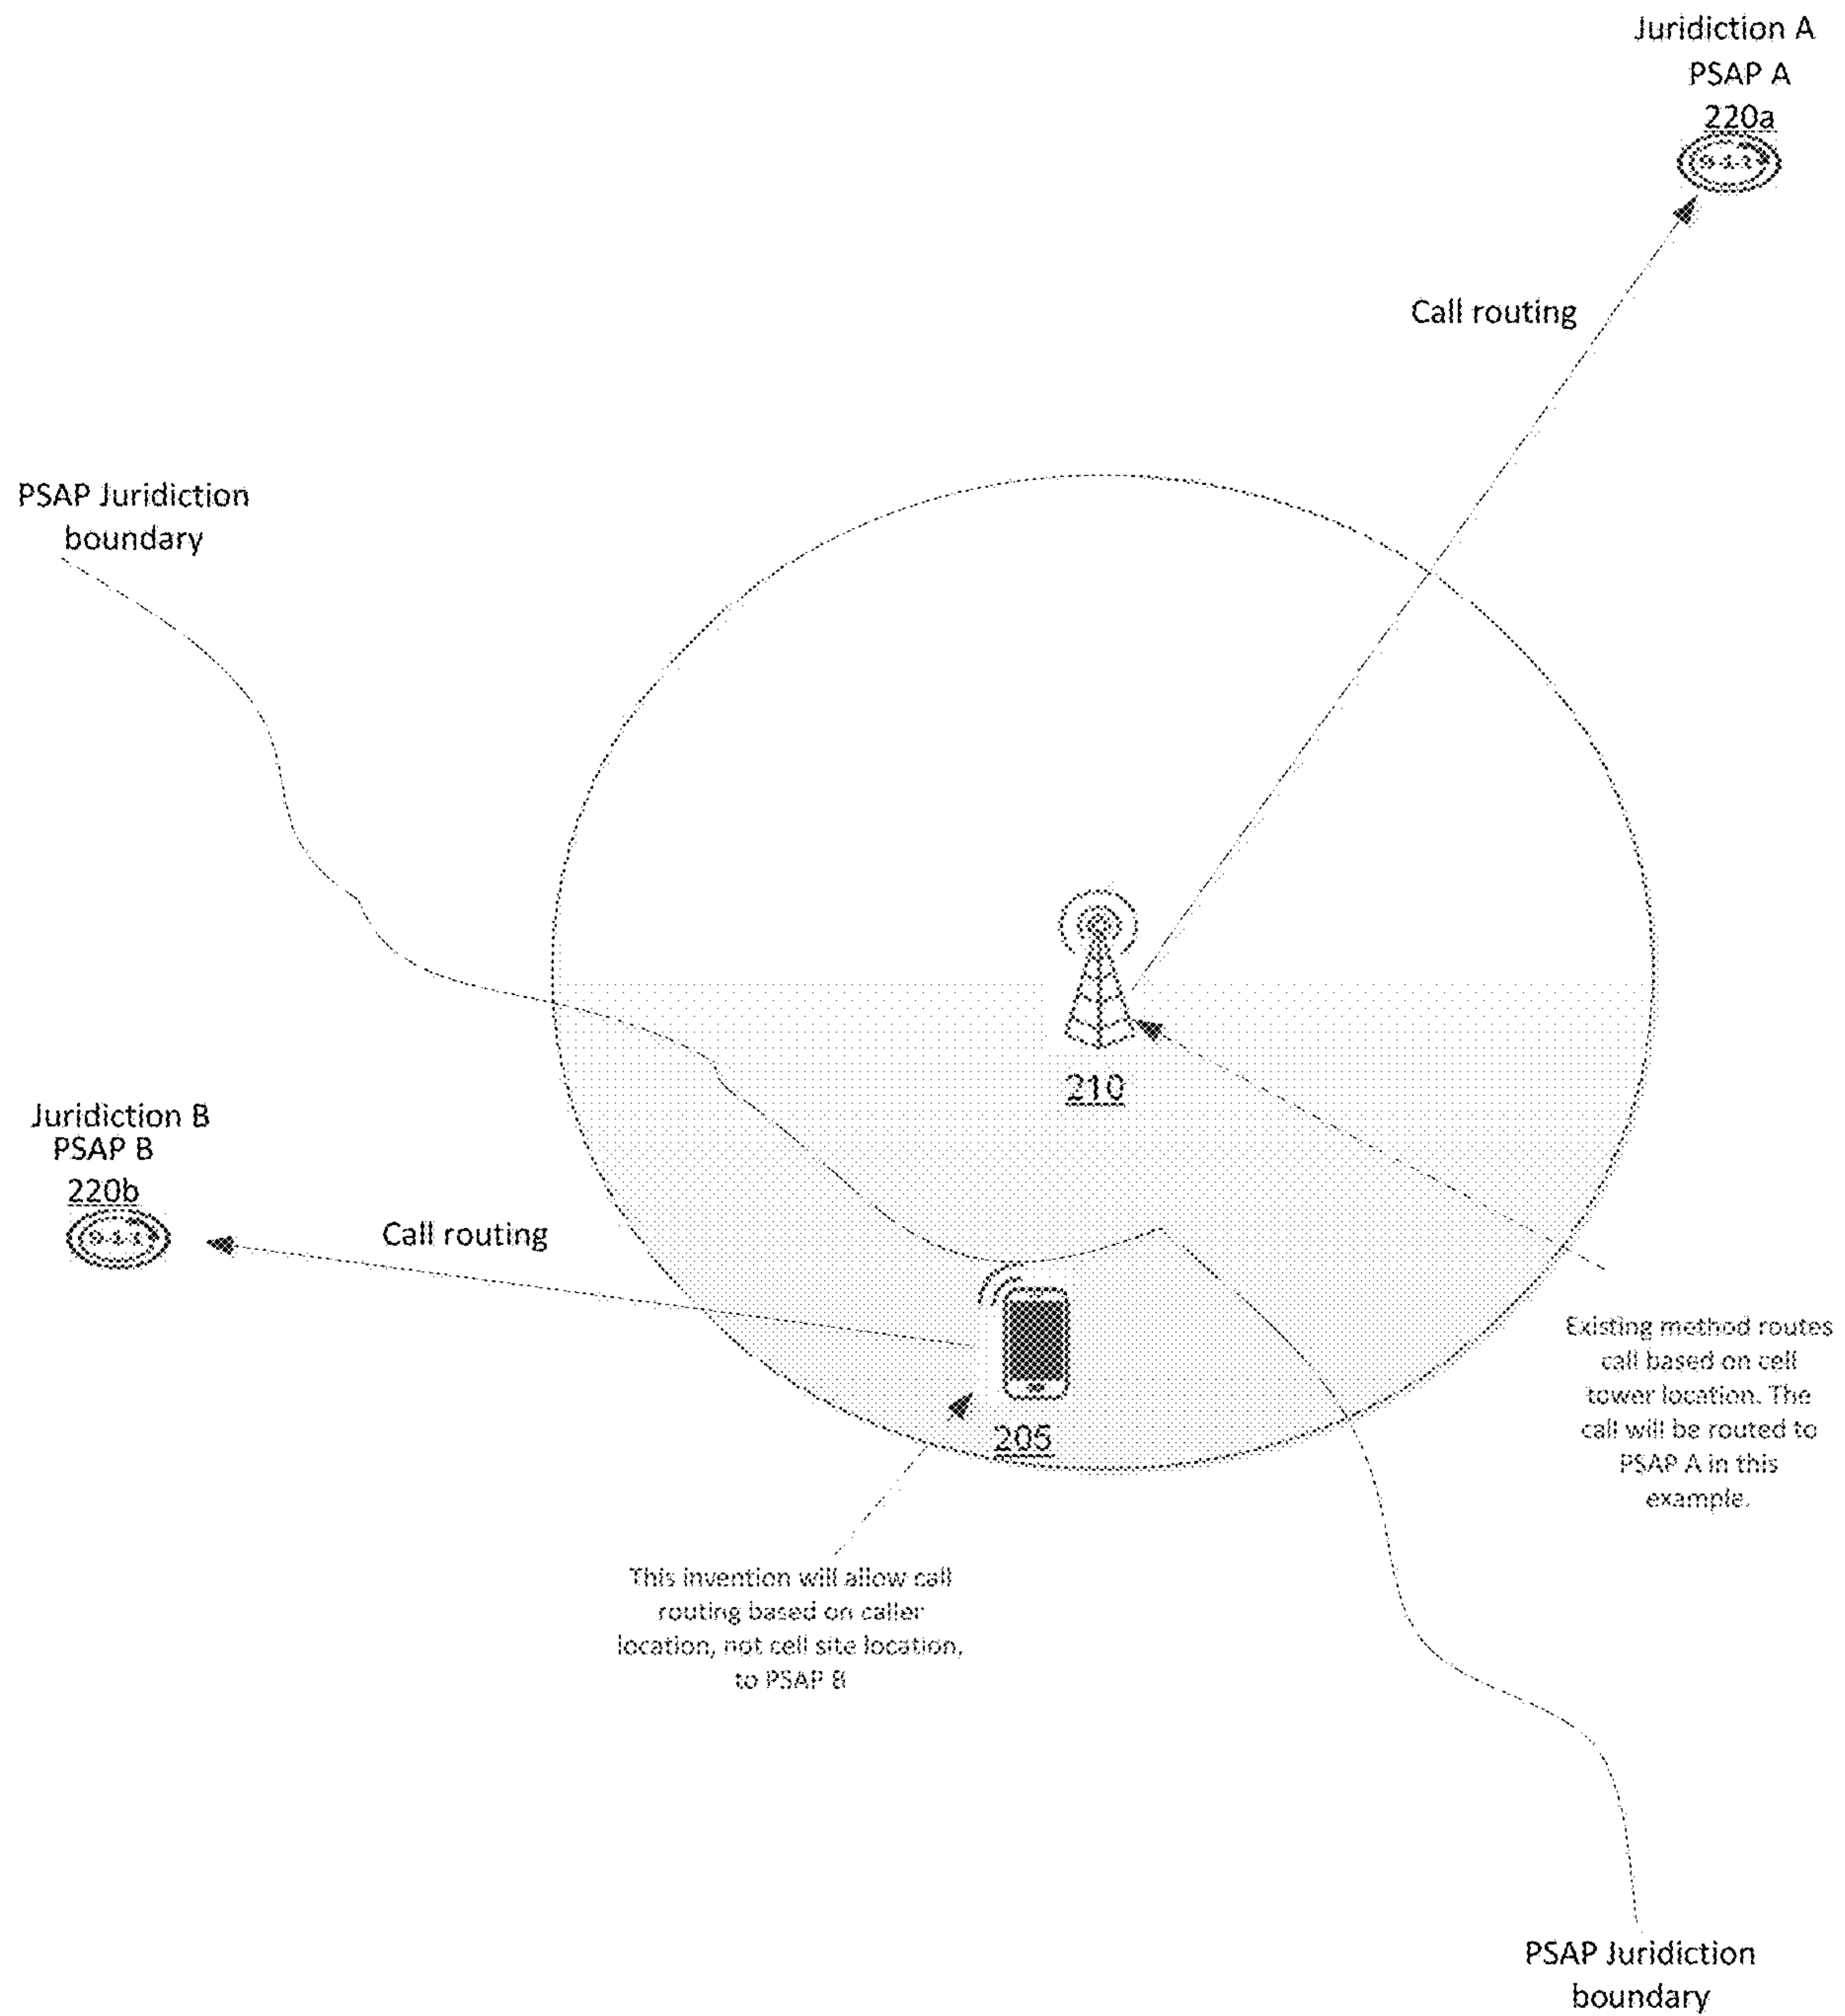 Juridiction A
PSAP A
220a
911
Call routing
PSAP Juridiction
boundary
210
Juridiction B
PSAP B
220b
911
Call routing
205
Existing method routes
call based on cell
tower location. The
call will be routed to
PSAP A in this
example.
This invention will allow call
routing based on caller
location, not cell site location,
to PSAP B
PSAP Juridiction
boundary